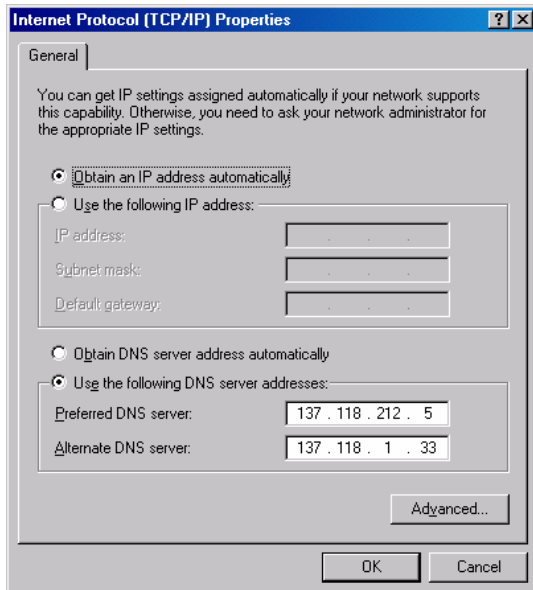 Internet Protocol (TCP/IP) Properties
General
You can get IP settings assigned automatically if your network supports
this capability. Otherwise, you need to ask your network administrator for
the appropriate IP settings.
Obtain an IP address automatically
Use the following IP address:
IP address:
Subnet mask:
Default gateway:
Obtain DNS server address automatically
Use the following DNS server addresses:
Preferred DNS server: 137 . 118 . 212 . 5
Alternate DNS server: 137 . 118 . 1 . 33
Advanced...
OK Cancel